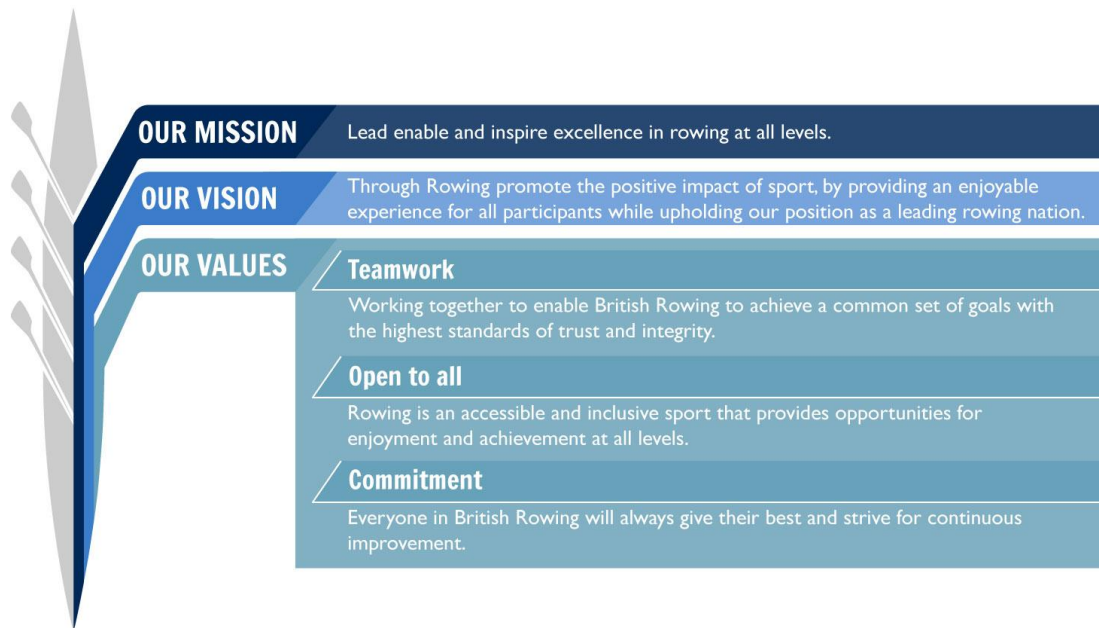 OUR MISSION
Lead enable and inspire excellence in rowing at all levels.
OUR VISION
Through Rowing promote the positive impact of sport, by providing an enjoyable
experience for all participants while upholding our position as a leading rowing nation.
OUR VALUES
Teamwork
Working together to enable British Rowing to achieve a common set of goals with
the highest standards of trust and integrity.
Open to all
Rowing is an accessible and inclusive sport that provides opportunities for
enjoyment and achievement at all levels.
Commitment
Everyone in British Rowing will always give their best and strive for continuous
improvement.